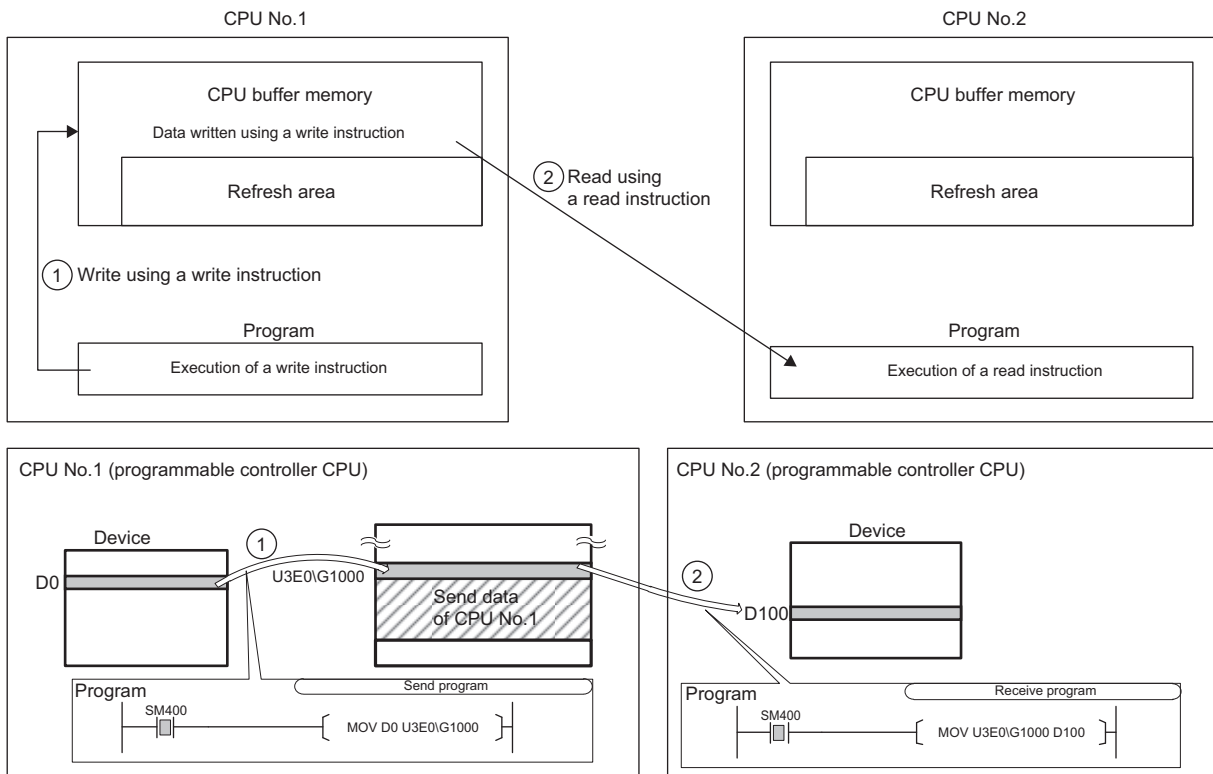 CPU No.1
CPU buffer memory
Data written using a write instruction
Refresh area
1 Write using a write instruction
Program
Execution of a write instruction
2 Read using
a read instruction
CPU No.2
CPU buffer memory
Refresh area
Program
Execution of a read instruction
CPU No.1 (programmable controller CPU)
Device
D0
1
U3E0\G1000
Send data
of CPU No.1
Program
Send program
SM400
MOV D0 U3E0\G1000
CPU No.2 (programmable controller CPU)
2
D100
Device
Program
Receive program
SM400
MOV U3E0\G1000 D100